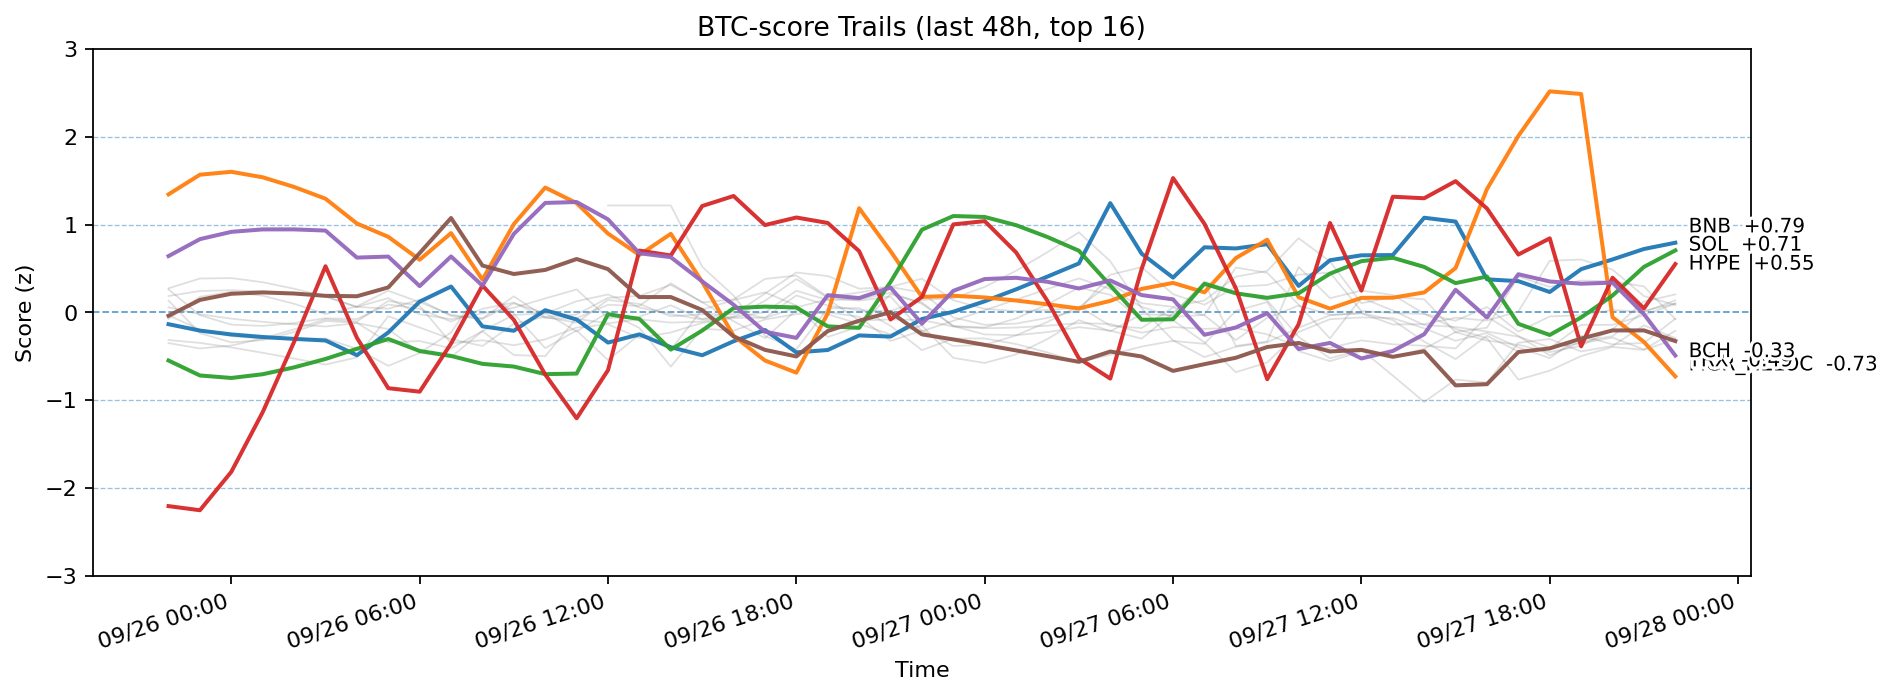 BTC-score Trails (last 48h, top 16)
Score (z)
3
2
1
0
−1
−2
−3
BNB +0.79
SOL +0.71
HYPE +0.55
BCH -0.33
-0.73
09/26 00:00
09/26 06:00
09/26 12:00
09/26 18:00
09/27 00:00
09/27 06:00
09/27 12:00
09/27 18:00
09/28 00:00
Time